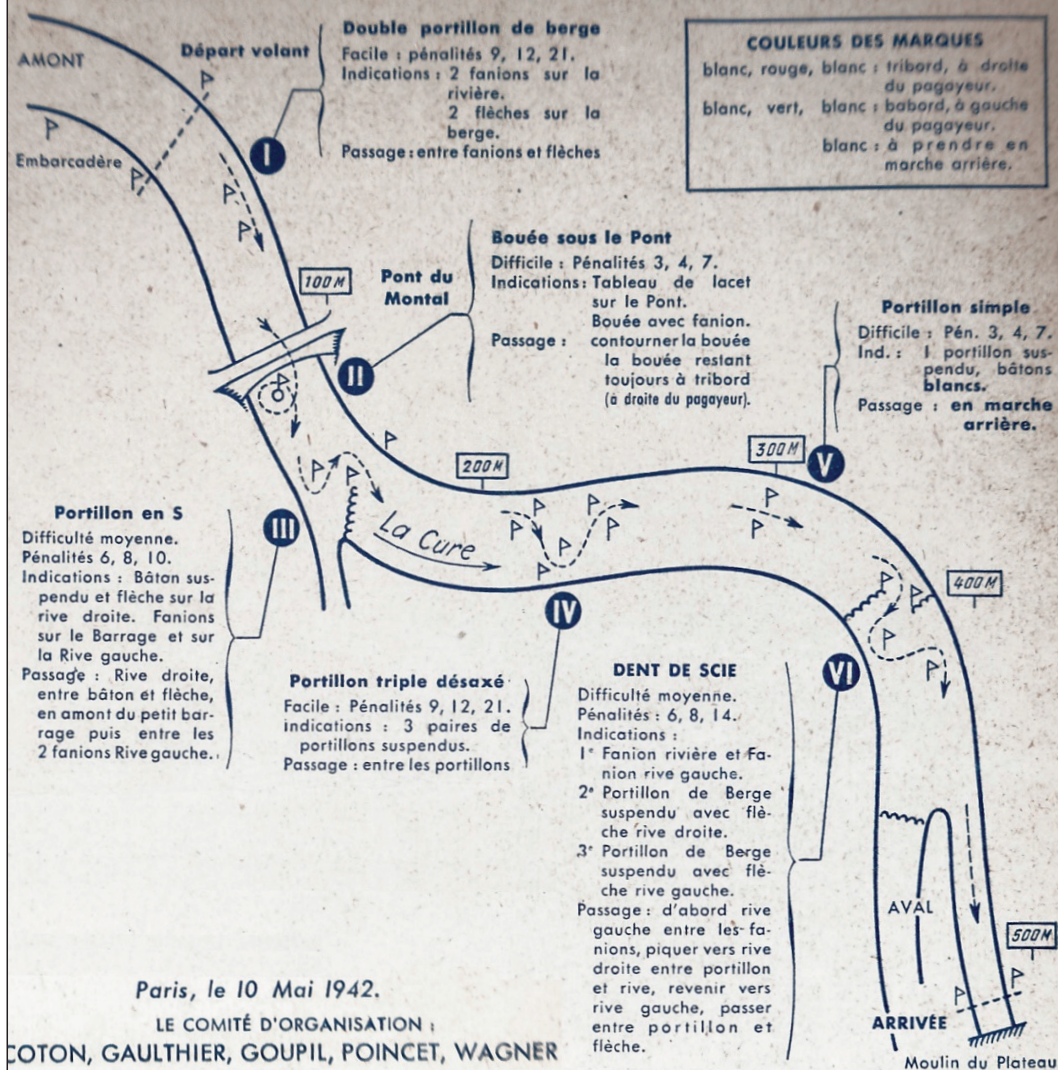 AMONT
Départ volant
Embarcadère
I
Double portillon de berge
Facile : pénalités 9, 12, 21.
Indications : 2 fanions sur la
rivière.
2 flèches sur la
berge.
Passage : entre fanions et flèches
COULEURS DES MARQUES
blanc, rouge, blanc : tribord, à droite
du pagayeur.
blanc, vert, blanc : babord, à gauche
du pagayeur.
blanc : à prendre en
marche arrière.
100 M
Pont du
Montal
II
Bouée sous le Pont
Difficile : Pénalités 3, 4, 7.
Indications : Tableau de lacet
sur le Pont.
Bouée avec fanion.
Passage : contourner la bouée
la bouée restant
toujours à tribord
(à droite du pagayeur).
Portillon simple
Difficile : Pén. 3, 4, 7.
Ind. : 1 portillon sus-
pendu, bâtons
blancs.
Passage : en marche
arrière.
V
200 M
300 M
La Cure
Portillon en S
Difficulté moyenne.
Pénalités 6, 8, 10.
Indications : Bâton sus-
pendu et flèche sur la
rive droite. Fanions
sur le Barrage et sur
la Rive gauche.
Passage : Rive droite,
entre bâton et flèche,
en amont du petit bar-
rage puis entre les
2 fanions Rive gauche.
III
IV
Portillon triple désaxé
Facile : Pénalités 9, 12, 21.
indications : 3 paires de
portillons suspendus.
Passage : entre les portillons
400 M
VI
DENT DE SCIE
Difficulté moyenne.
Pénalités : 6, 8, 14.
Indications :
1º Fanion rivière et Fa-
nion rive gauche.
2º Portillon de Berge
suspendu avec flè-
che rive droite.
3º Portillon de Berge
suspendu avec flè-
che rive gauche.
Passage : d'abord rive
gauche entre les fa-
nions, piquer vers rive
droite entre portillon
et rive, revenir vers
rive gauche, passer
entre portillon et
flèche.
AVAL
500 M
ARRIVÉE
Moulin du Plateau
Paris, le 10 Mai 1942.
LE COMITÉ D'ORGANISATION :
COTON, GAULTHIER, GOUPIL, POINCET, WAGNER